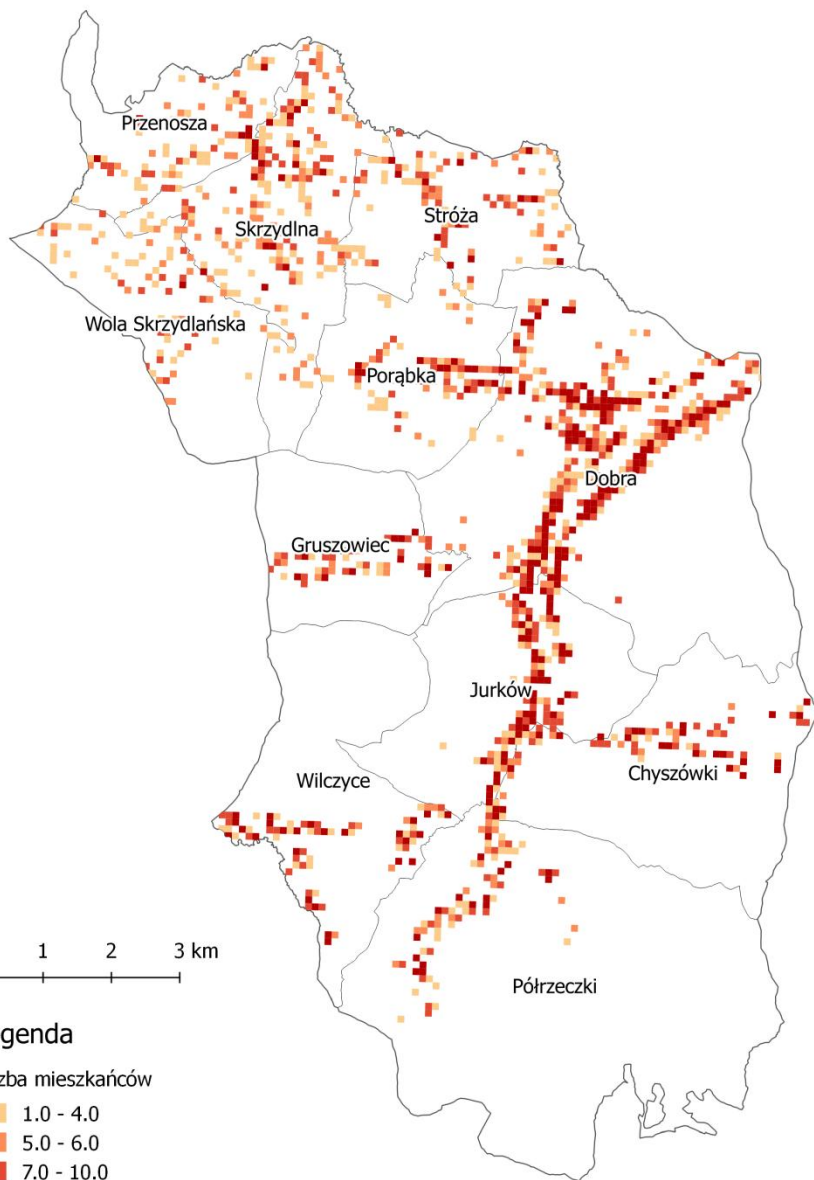 Przenosza
Stróża
Skrzydlna
Wola Skrzydlańska
Porąbka
Dobra
Gruszowiec
Jurków
Chyszówki
Wilczyce
1 2 3 km
Półrzeczki
genda
zba mieszkańców
1.0 - 4.0
5.0 - 6.0
7.0 - 10.0